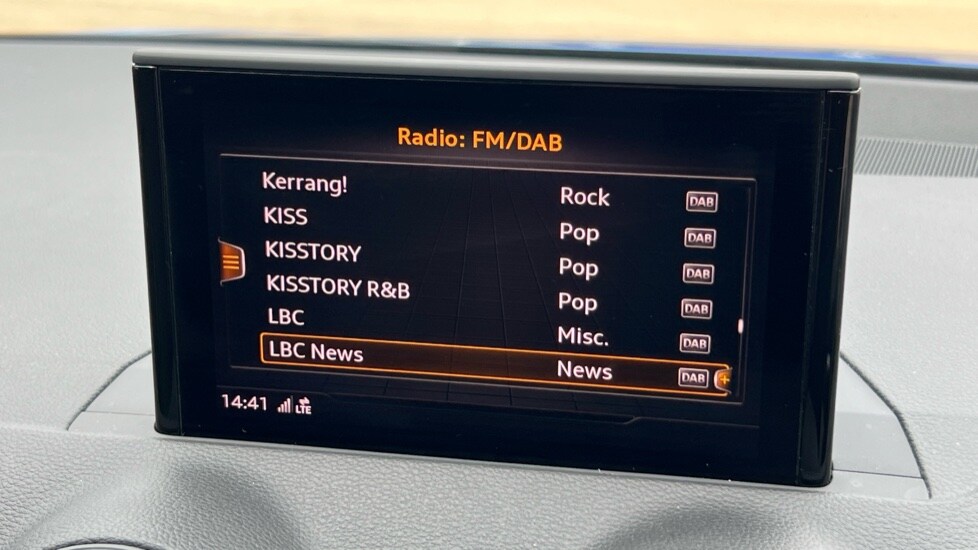 Radio: FM/DAB
Kerrang! Rock DAB
KISS Pop DAB
KISSTORY Pop DAB
KISSTORY R&B Pop DAB
LBC Misc. DAB
LBC News News DAB
14:41 LTE